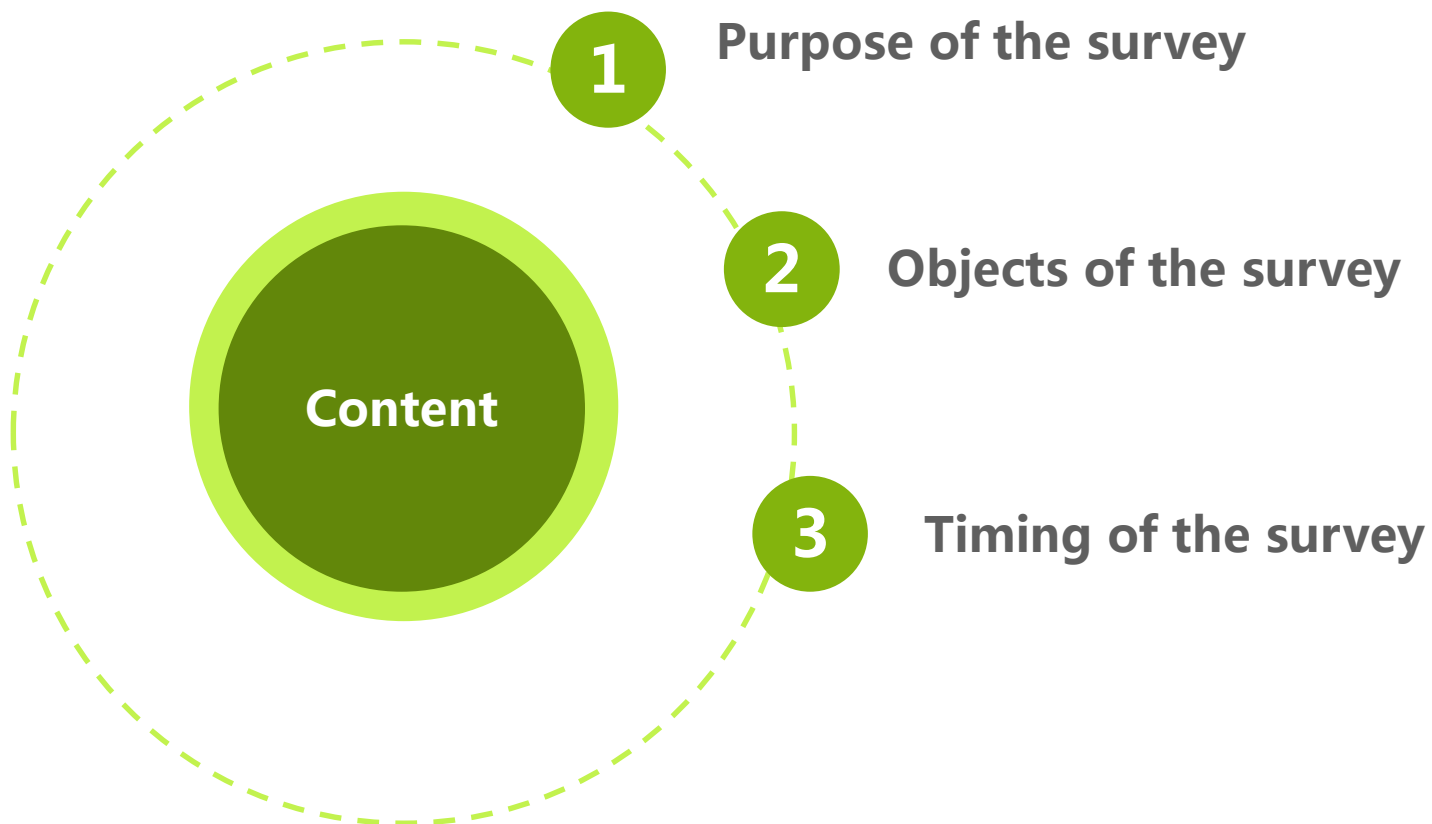 1
Purpose of the survey
2
Objects of the survey
Content
3
Timing of the survey